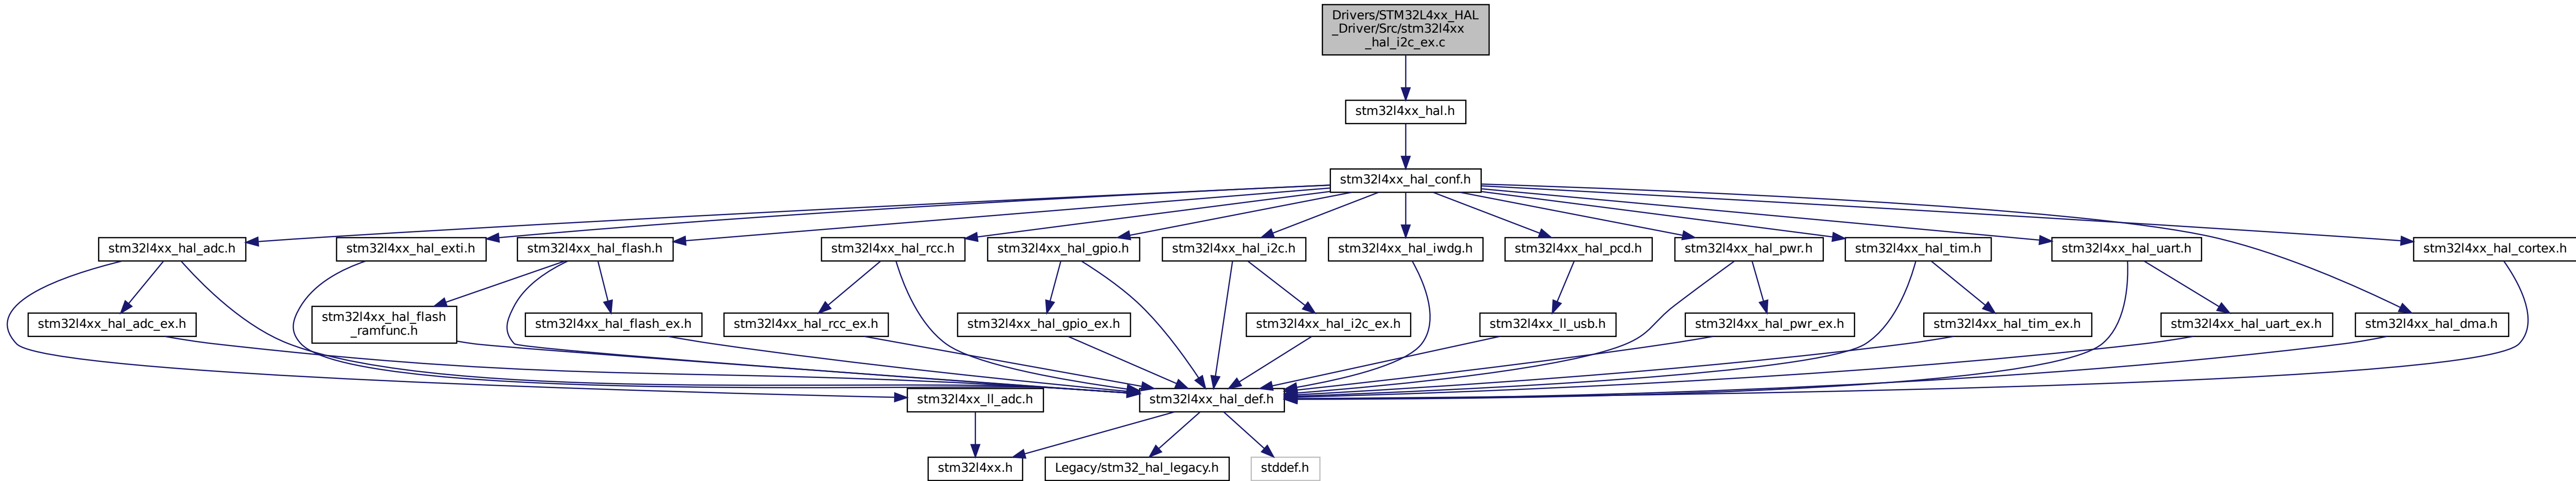 Drivers/STM32L4xx_HAL
_Driver/Src/stm32l4xx
_hal_i2c_ex.c
stm32l4xx_hal.h
stm32l4xx_hal_conf.h
stm32l4xx_hal_adc.h
stm32l4xx_hal_exti.h
stm32l4xx_hal_flash.h
stm32l4xx_hal_rcc.h
stm32l4xx_hal_gpio.h
stm32l4xx_hal_i2c.h
stm32l4xx_hal_iwdg.h
stm32l4xx_hal_pcd.h
stm32l4xx_hal_pwr.h
stm32l4xx_hal_tim.h
stm32l4xx_hal_uart.h
stm32l4xx_hal_cortex.h
stm32l4xx_hal_adc_ex.h
stm32l4xx_hal_flash
_ramfunc.h
stm32l4xx_hal_flash_ex.h
stm32l4xx_hal_rcc_ex.h
stm32l4xx_hal_gpio_ex.h
stm32l4xx_hal_i2c_ex.h
stm32l4xx_ll_usb.h
stm32l4xx_hal_pwr_ex.h
stm32l4xx_hal_tim_ex.h
stm32l4xx_hal_uart_ex.h
stm32l4xx_hal_dma.h
stm32l4xx_ll_adc.h
stm32l4xx_hal_def.h
stm32l4xx.h
Legacy/stm32_hal_legacy.h
stddef.h